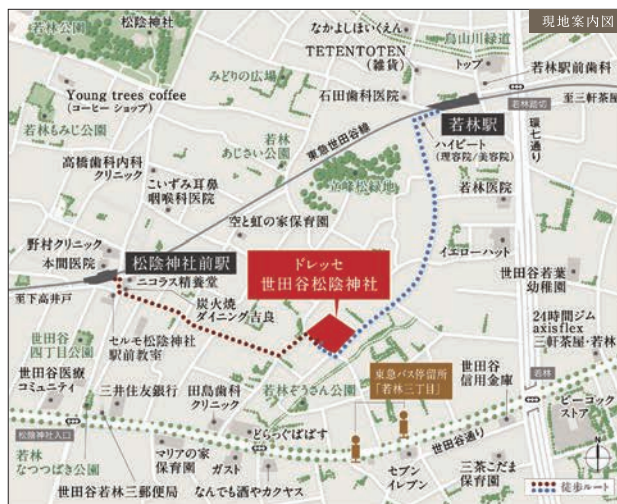 現地案内図
若林公園
松陰神社
なかよしほいくえん
烏山川緑道
TETENTOTEN
(雑貨)
トップ
みどりの広場
若林駅前歯科
Young trees coffee
(コーヒー ショップ)
石田歯科医院
若林踏切
至三軒茶屋
若林駅
東急世田谷線
環七通り
若林もみじ公園
若林
あじさい公園
ハイビート
(理容院/美容院)
高橋歯科内科
クリニック
こいずみ耳鼻
咽喉科医院
立峰松緑地
若林医院
空と虹の家保育園
野村クリニック
本間医院
松陰神社前駅
ドレッセ
世田谷松陰神社
イエローハット
世田谷若葉
幼稚園
ニコラス精養堂
至下高井戸
炭火焼
ダイニング吉良
24時間ジム
axisflex
三軒茶屋・若林
世田谷
四丁目公園
セルモ松陰神社
駅前教室
東急バス停留所
「若林三丁目」
世田谷
信用金庫
若林
世田谷医療
コミュニティ
三井住友銀行
田島歯科
クリニック
若林ぞうさん公園
ピーコック
ストア
松陰神社入口
どらっぐぱぱす
世田谷通り
N
若林
なつつばき公園
マリアの家
保育園
ガスト
セブン
イレブン
三茶こだま
保育園
世田谷若林三郵便局
なんでも酒やカクヤス
徒歩ルート